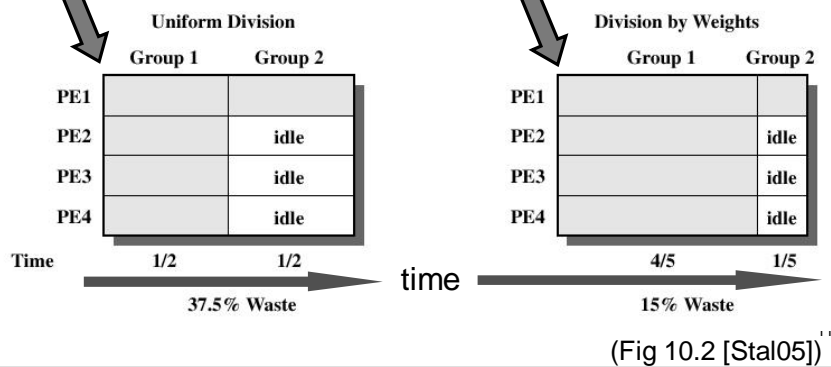 Uniform Division
Division by Weights
Group 1 Group 2
Group 1 Group 2
PE1
PE1
PE2 idle
PE2 idle
PE3 idle
PE3 idle
PE4 idle
PE4 idle
Time 1/2 1/2
4/5 1/5
time
37.5% Waste
15% Waste
(Fig 10.2 [Stal05])